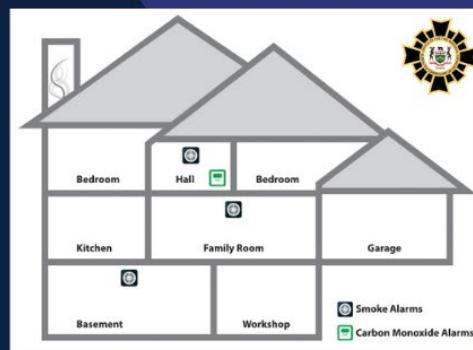 Bedroom
Hall
Bedroom
Kitchen
Family Room
Garage
Basement
Workshop
Smoke Alarms
Carbon Monoxide Alarms